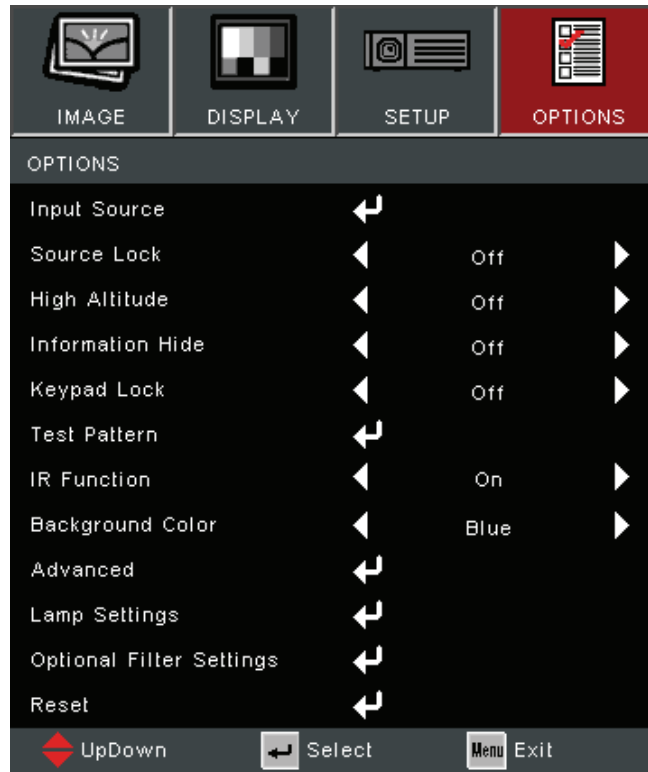 IMAGE DISPLAY SETUP OPTIONS
OPTIONS
Input Source
Source Lock Off
High Altitude Off
Information Hide Off
Keypad Lock Off
Test Pattern
IR Function On
Background Color Blue
Advanced
Lamp Settings
Optional Filter Settings
Reset
UpDown Select Menu Exit